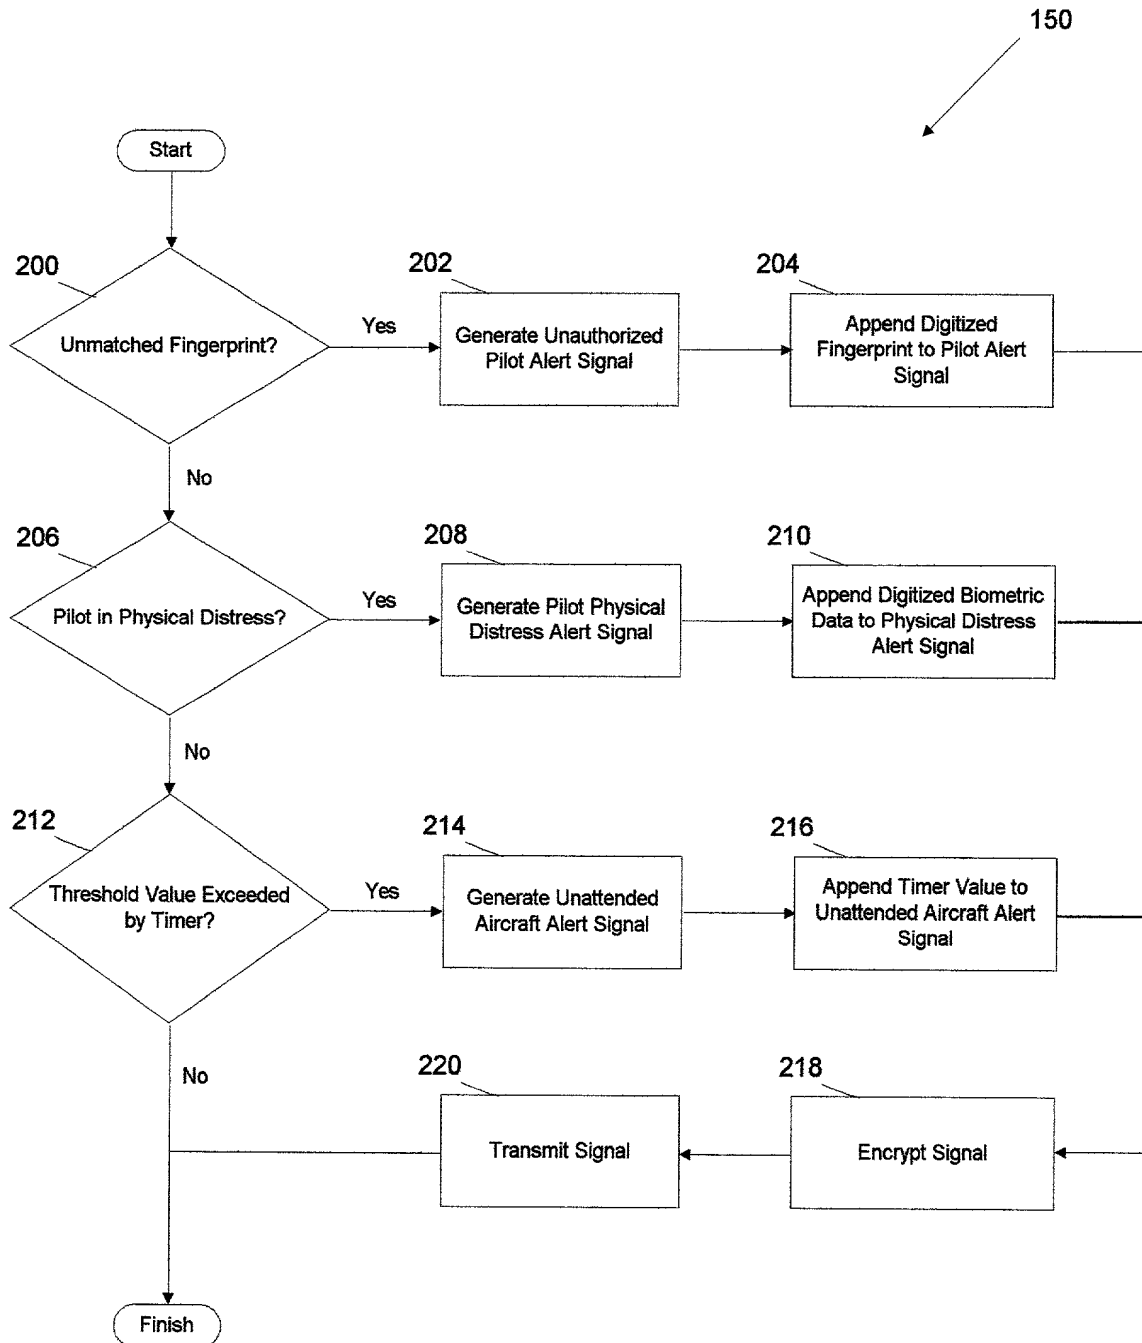 150
Start
200
Unmatched Fingerprint?
Yes
202
Generate Unauthorized
Pilot Alert Signal
204
Append Digitized
Fingerprint to Pilot Alert
Signal
No
206
Pilot in Physical Distress?
Yes
208
Generate Pilot Physical
Distress Alert Signal
210
Append Digitized Biometric
Data to Physical Distress
Alert Signal
No
212
Threshold Value Exceeded
by Timer?
Yes
214
Generate Unattended
Aircraft Alert Signal
216
Append Timer Value to
Unattended Aircraft Alert
Signal
No
220
Transmit Signal
218
Encrypt Signal
Finish